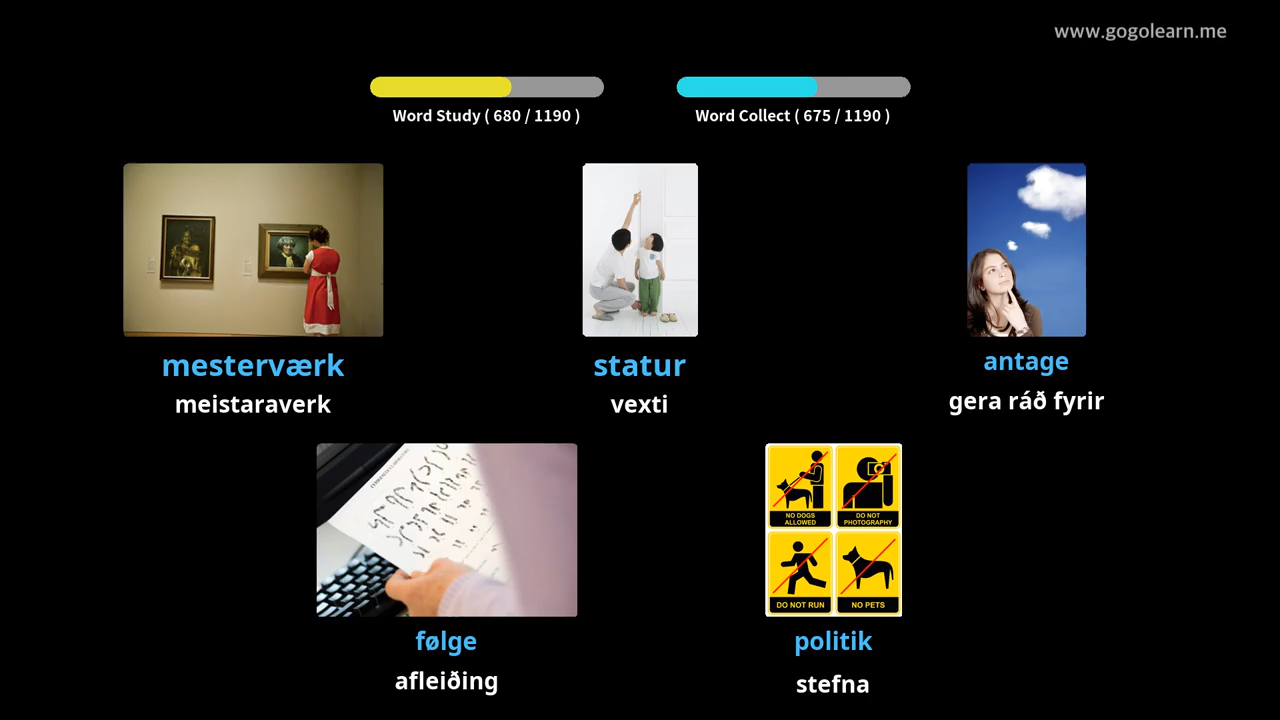 www.gogolearn.me
Word Study ( 680 / 1190 )
Word Collect ( 675 / 1190 )
mesterværk
meistaraverk
statur
vexti
antage
gera ráð fyrir
NO DOGS
ALLOWED
DO NOT
PHOTOGRAPHY
DO NOT RUN
NO PETS
følge
afleiðing
politik
stefna